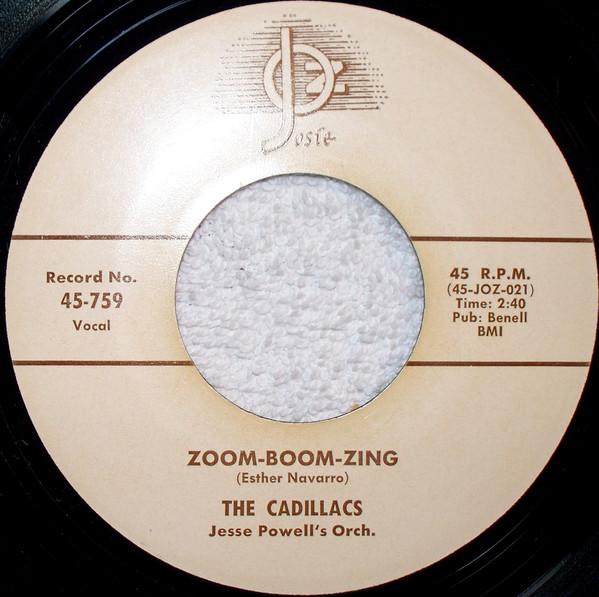 JOZ
Josie
Record No.
45-759
Vocal
45 R.P.M.
(45-JOZ-021)
Time: 2:40
Pub: Benell
BMI
ZOOM-BOOM-ZING
(Esther Navarro)
THE CADILLACS
Jesse Powell's Orch.